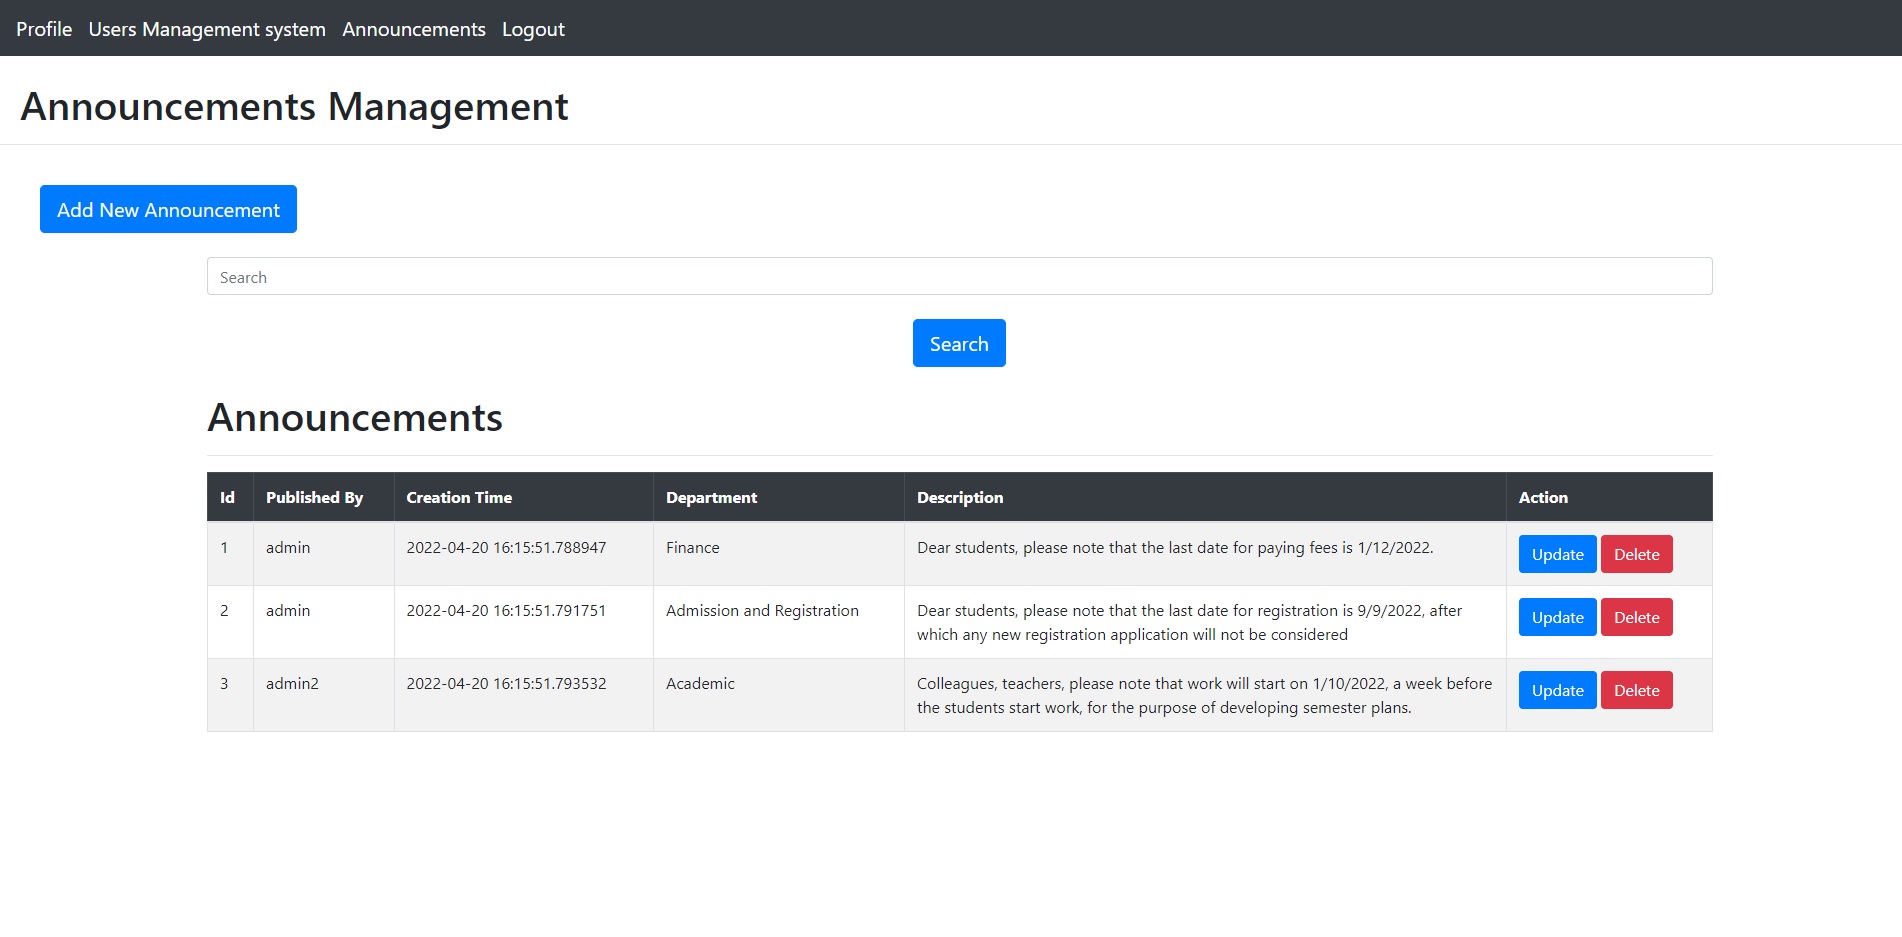 Profile Users Management system Announcements Logout
Announcements Management
Add New Announcement
Search
Search
Announcements
Id Published By Creation Time Department Description Action
1 admin 2022-04-20 16:15:51.788947 Finance Dear students, please note that the last date for paying fees is 1/12/2022. Update Delete
2 admin 2022-04-20 16:15:51.791751 Admission and Registration Dear students, please note that the last date for registration is 9/9/2022, after Update Delete
which any new registration application will not be considered
3 admin2 2022-04-20 16:15:51.793532 Academic Colleagues, teachers, please note that work will start on 1/10/2022, a week before Update Delete
the students start work, for the purpose of developing semester plans.